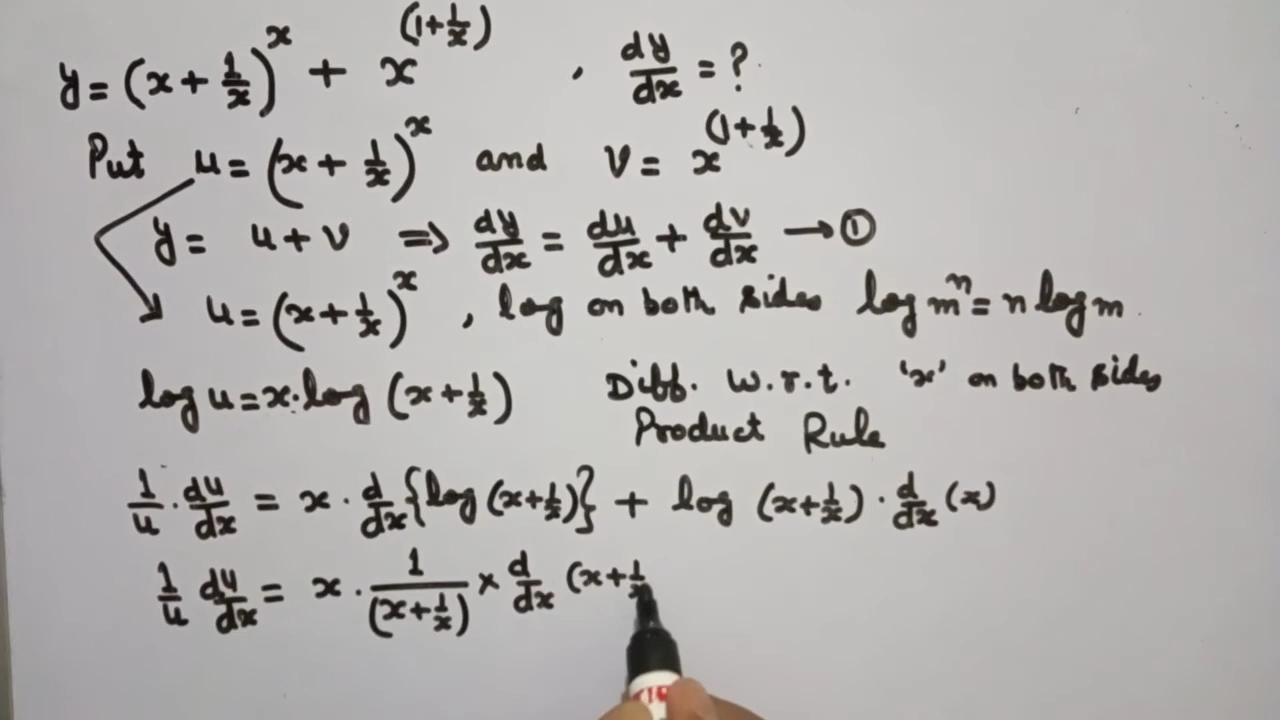 y = (x + 1/x)^x + x^(1+1/x) , dy/dx = ?
Put u = (x + 1/x)^x and v = x^(1+1/x)
y = u + v ⇒ dy/dx = du/dx + dv/dx → ①
u = (x + 1/x)^x , log on both sides log m^n = n log m
log u = x · log (x + 1/x) Diff. w.r.t. 'x' on both sides
Product Rule
1/u · du/dx = x · d/dx {log (x + 1/x)} + log (x + 1/x) · d/dx (x)
1/u du/dx = x · 1/(x + 1/x) × d/dx (x + 1/x